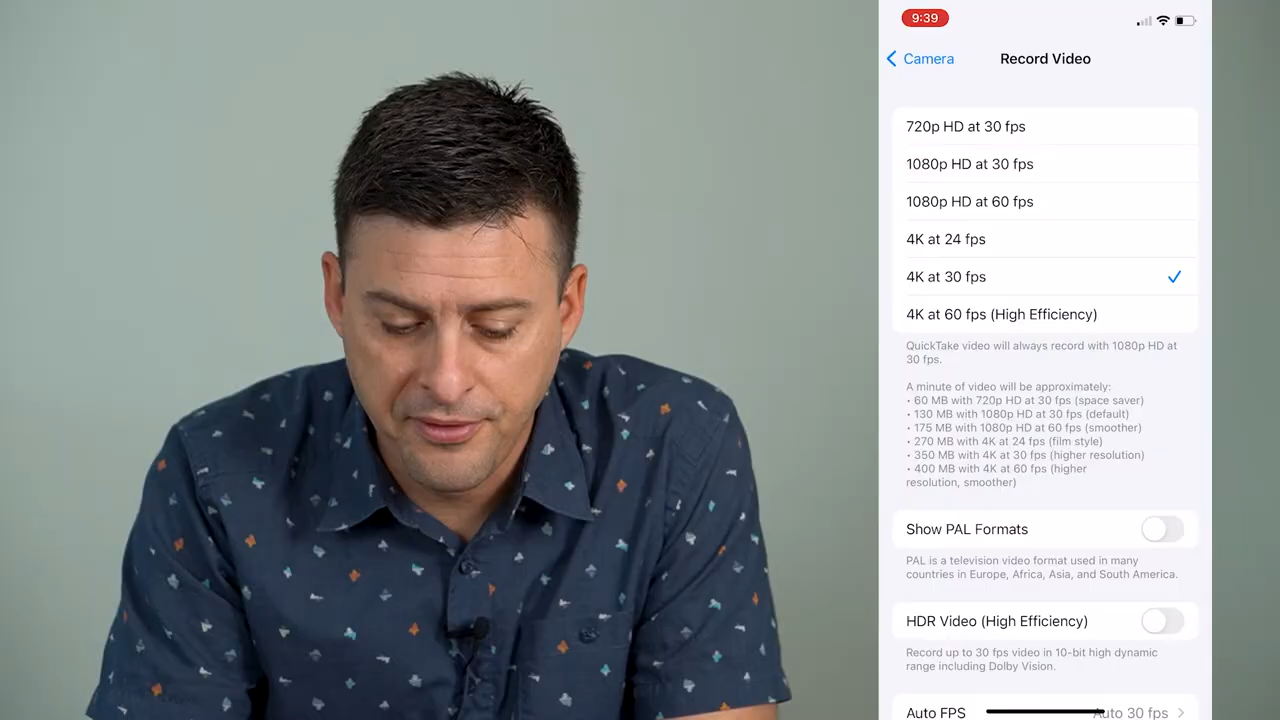 9:39
Camera
Record Video
720p HD at 30 fps
1080p HD at 30 fps
1080p HD at 60 fps
4K at 24 fps
4K at 30 fps
4K at 60 fps (High Efficiency)
QuickTake video will always record with 1080p HD at
30 fps.
A minute of video will be approximately:
• 60 MB with 720p HD at 30 fps (space saver)
• 130 MB with 1080p HD at 30 fps (default)
• 175 MB with 1080p HD at 60 fps (smoother)
• 270 MB with 4K at 24 fps (film style)
• 350 MB with 4K at 30 fps (higher resolution)
• 400 MB with 4K at 60 fps (higher
resolution, smoother)
Show PAL Formats
PAL is a television video format used in many
countries in Europe, Africa, Asia, and South America.
HDR Video (High Efficiency)
Record up to 30 fps video in 10-bit high dynamic
range including Dolby Vision.
Auto FPS Auto 30 fps